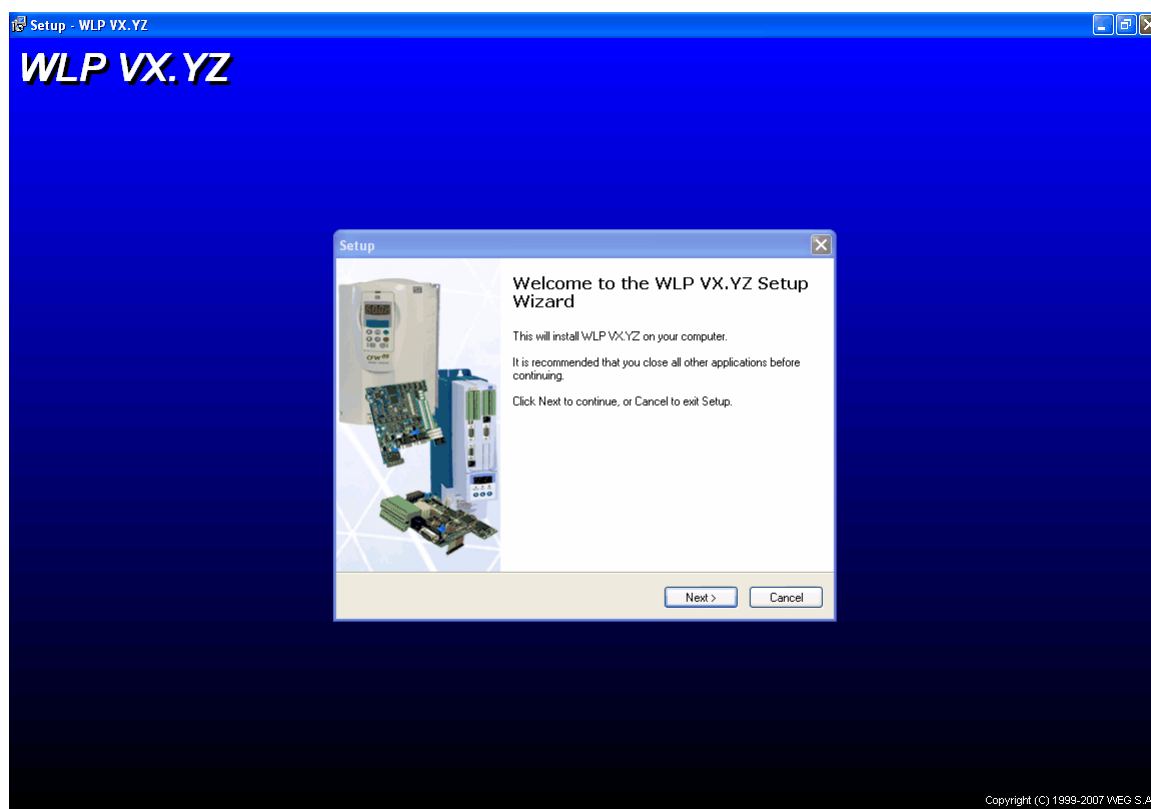 Setup - WLP VX.YZ
WLP VX.YZ
Setup
Welcome to the WLP VX.YZ Setup
Wizard
This will install WLP VX.YZ on your computer.
It is recommended that you close all other applications before
continuing.
Click Next to continue, or Cancel to exit Setup.
CFW 09
Next >
Cancel
Copyright (C) 1999-2007 WEG S.A